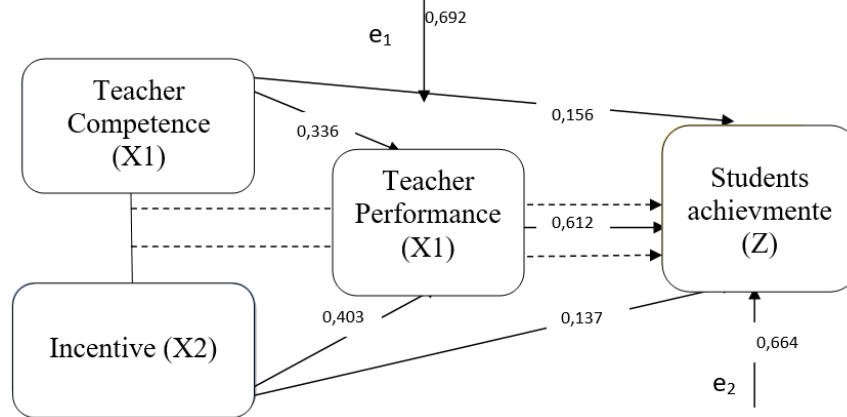 0,692
e1
Teacher
Competence
(X1)
0,156
0,336
Teacher
Performance
(X1)
Students
achievmente
(Z)
0,612
Incentive (X2)
0,403
0,137
0,664
e2